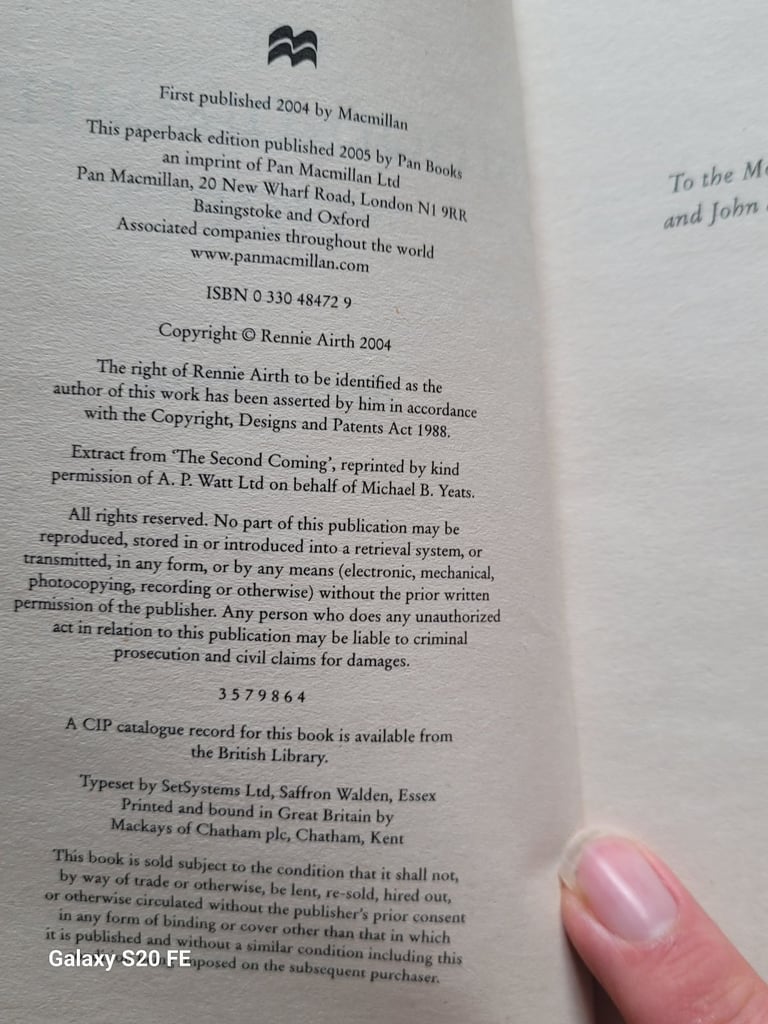 First published 2004 by Macmillan
This paperback edition published 2005 by Pan Books
an imprint of Pan Macmillan Ltd
Pan Macmillan, 20 New Wharf Road, London N1 9RR
Basingstoke and Oxford
Associated companies throughout the world
www.panmacmillan.com
ISBN 0 330 48472 9
Copyright © Rennie Airth 2004
The right of Rennie Airth to be identified as the
author of this work has been asserted by him in accordance
with the Copyright, Designs and Patents Act 1988.
Extract from 'The Second Coming', reprinted by kind
permission of A. P. Watt Ltd on behalf of Michael B. Yeats.
All rights reserved. No part of this publication may be
reproduced, stored in or introduced into a retrieval system, or
transmitted, in any form, or by any means (electronic, mechanical,
photocopying, recording or otherwise) without the prior written
permission of the publisher. Any person who does any unauthorized
act in relation to this publication may be liable to criminal
prosecution and civil claims for damages.
3 5 7 9 8 6 4
A CIP catalogue record for this book is available from
the British Library.
Typeset by SetSystems Ltd, Saffron Walden, Essex
Printed and bound in Great Britain by
Mackays of Chatham plc, Chatham, Kent
This book is sold subject to the condition that it shall not,
by way of trade or otherwise, be lent, re-sold, hired out,
or otherwise circulated without the publisher's prior consent
in any form of binding or cover other than that in which
it is published and without a similar condition including this
on the subsequent purchaser.
To the
and John
Galaxy S20 FE